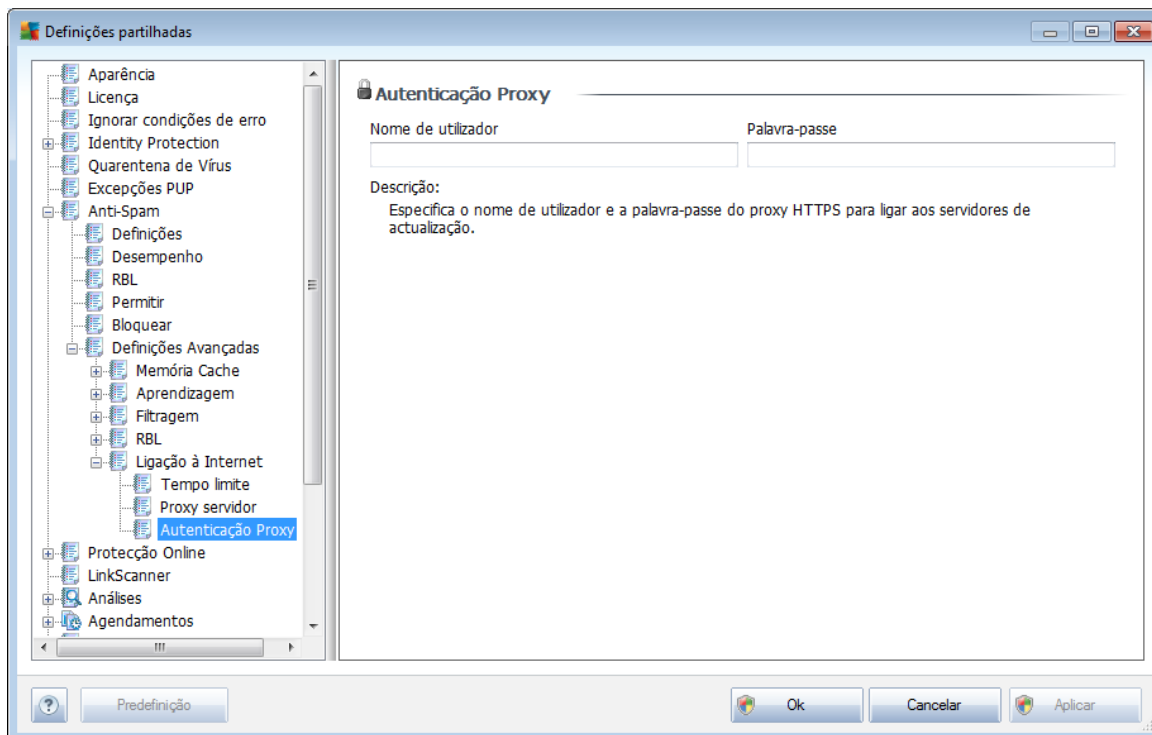 Definições partilhadas
Aparência
Licença
Ignorar condições de erro
Identity Protection
Quarentena de Vírus
Excepções PUP
Anti-Spam
Definições
Desempenho
RBL
Permitir
Bloquear
Definições Avançadas
Memória Cache
Aprendizagem
Filtragem
RBL
Ligação à Internet
Tempo limite
Proxy servidor
Autenticação Proxy
Protecção Online
LinkScanner
Análises
Agendamentos
Autenticação Proxy
Nome de utilizador
Palavra-passe
Descrição:
Especifica o nome de utilizador e a palavra-passe do proxy HTTPS para ligar aos servidores de
actualização.
?
Predefinição
Ok
Cancelar
Aplicar